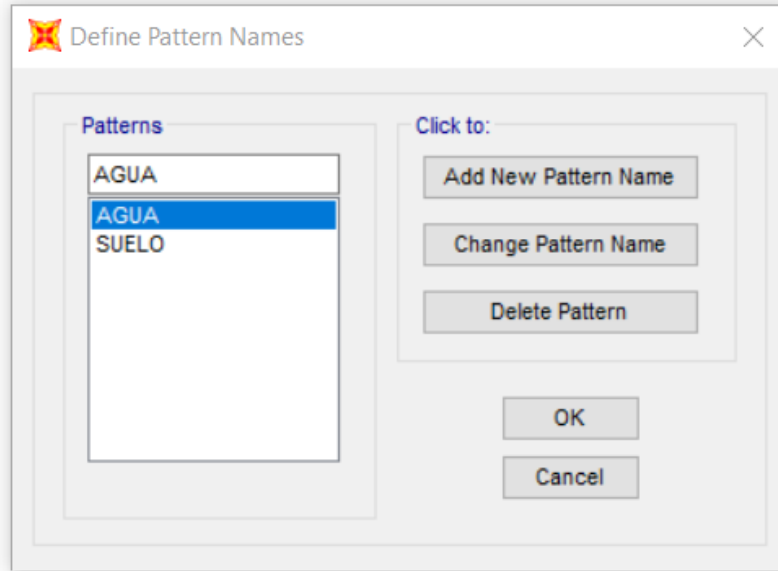 Define Pattern Names
Patterns
AGUA
AGUA
SUELO
Click to:
Add New Pattern Name
Change Pattern Name
Delete Pattern
OK
Cancel